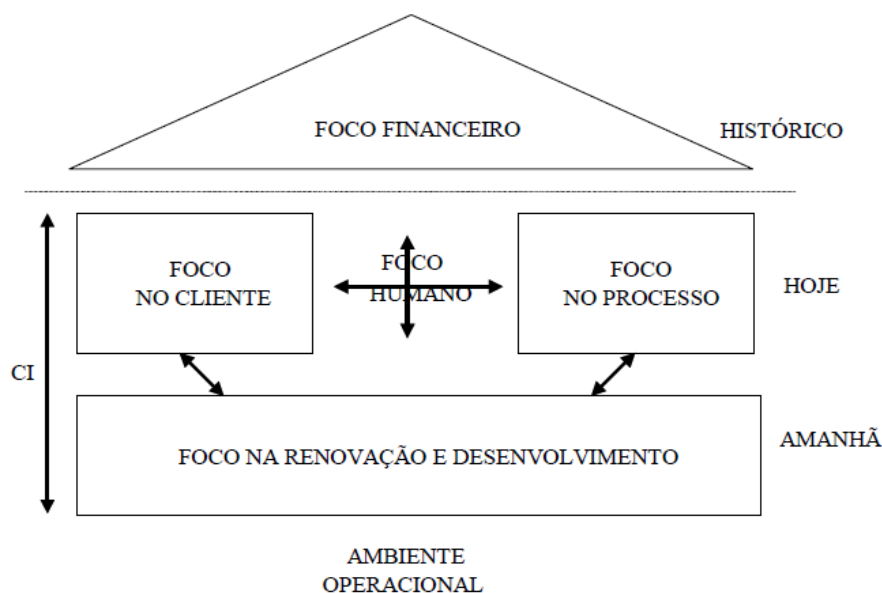 FOCO FINANCEIRO
HISTÓRICO
FOCO
NO CLIENTE
FOCO
HUMANO
FOCO
NO PROCESSO
HOJE
CI
FOCO NA RENOVAÇÃO E DESENVOLVIMENTO
AMANHÃ
AMBIENTE
OPERACIONAL